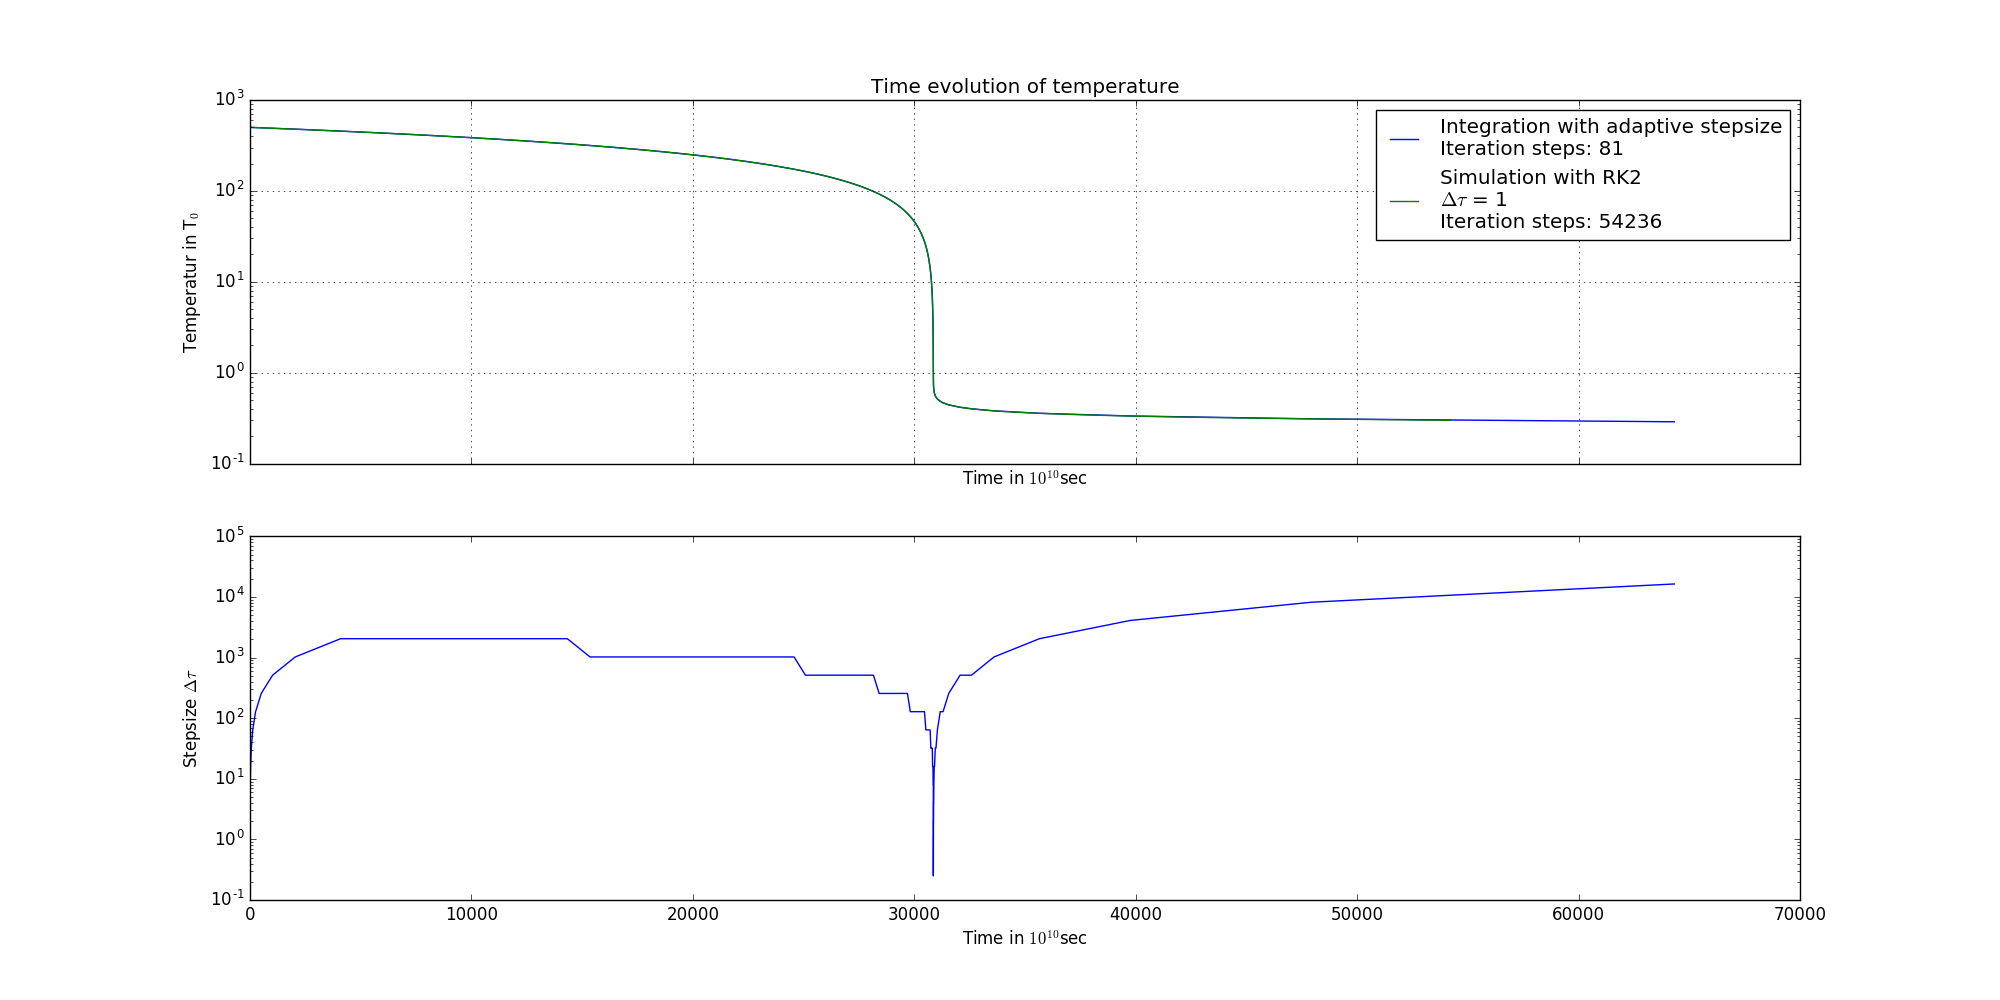 Time evolution of temperature
10³
10²
10¹
10⁰
10⁻¹
Temperatur in T₀
Integration with adaptive stepsize
Iteration steps: 81
Simulation with RK2
Δτ = 1
Iteration steps: 54236
Time in 10¹⁰sec
10⁵
10⁴
10³
10²
10¹
10⁰
10⁻¹
Stepsize Δτ
0 10000 20000 30000 40000 50000 60000 70000
Time in 10¹⁰sec